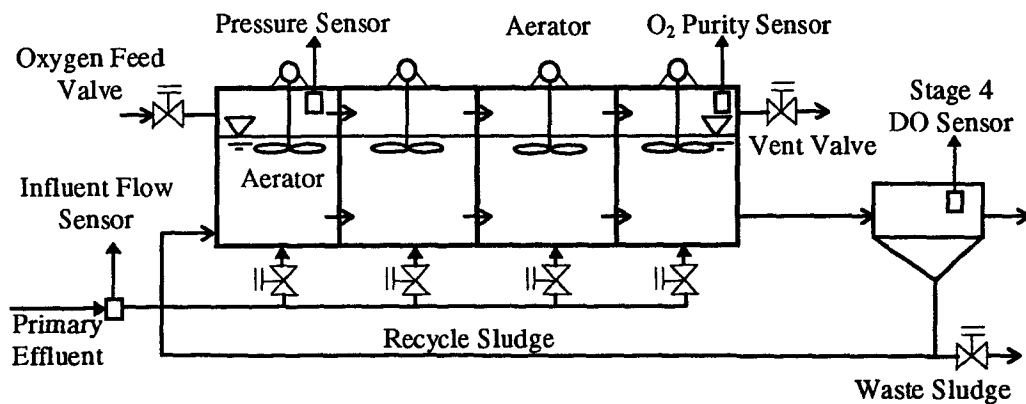 Pressure Sensor
Aerator
O₂ Purity Sensor
Oxygen Feed
Valve
Stage 4
DO Sensor
Vent Valve
Aerator
Influent Flow
Sensor
Primary
Effluent
Recycle Sludge
Waste Sludge